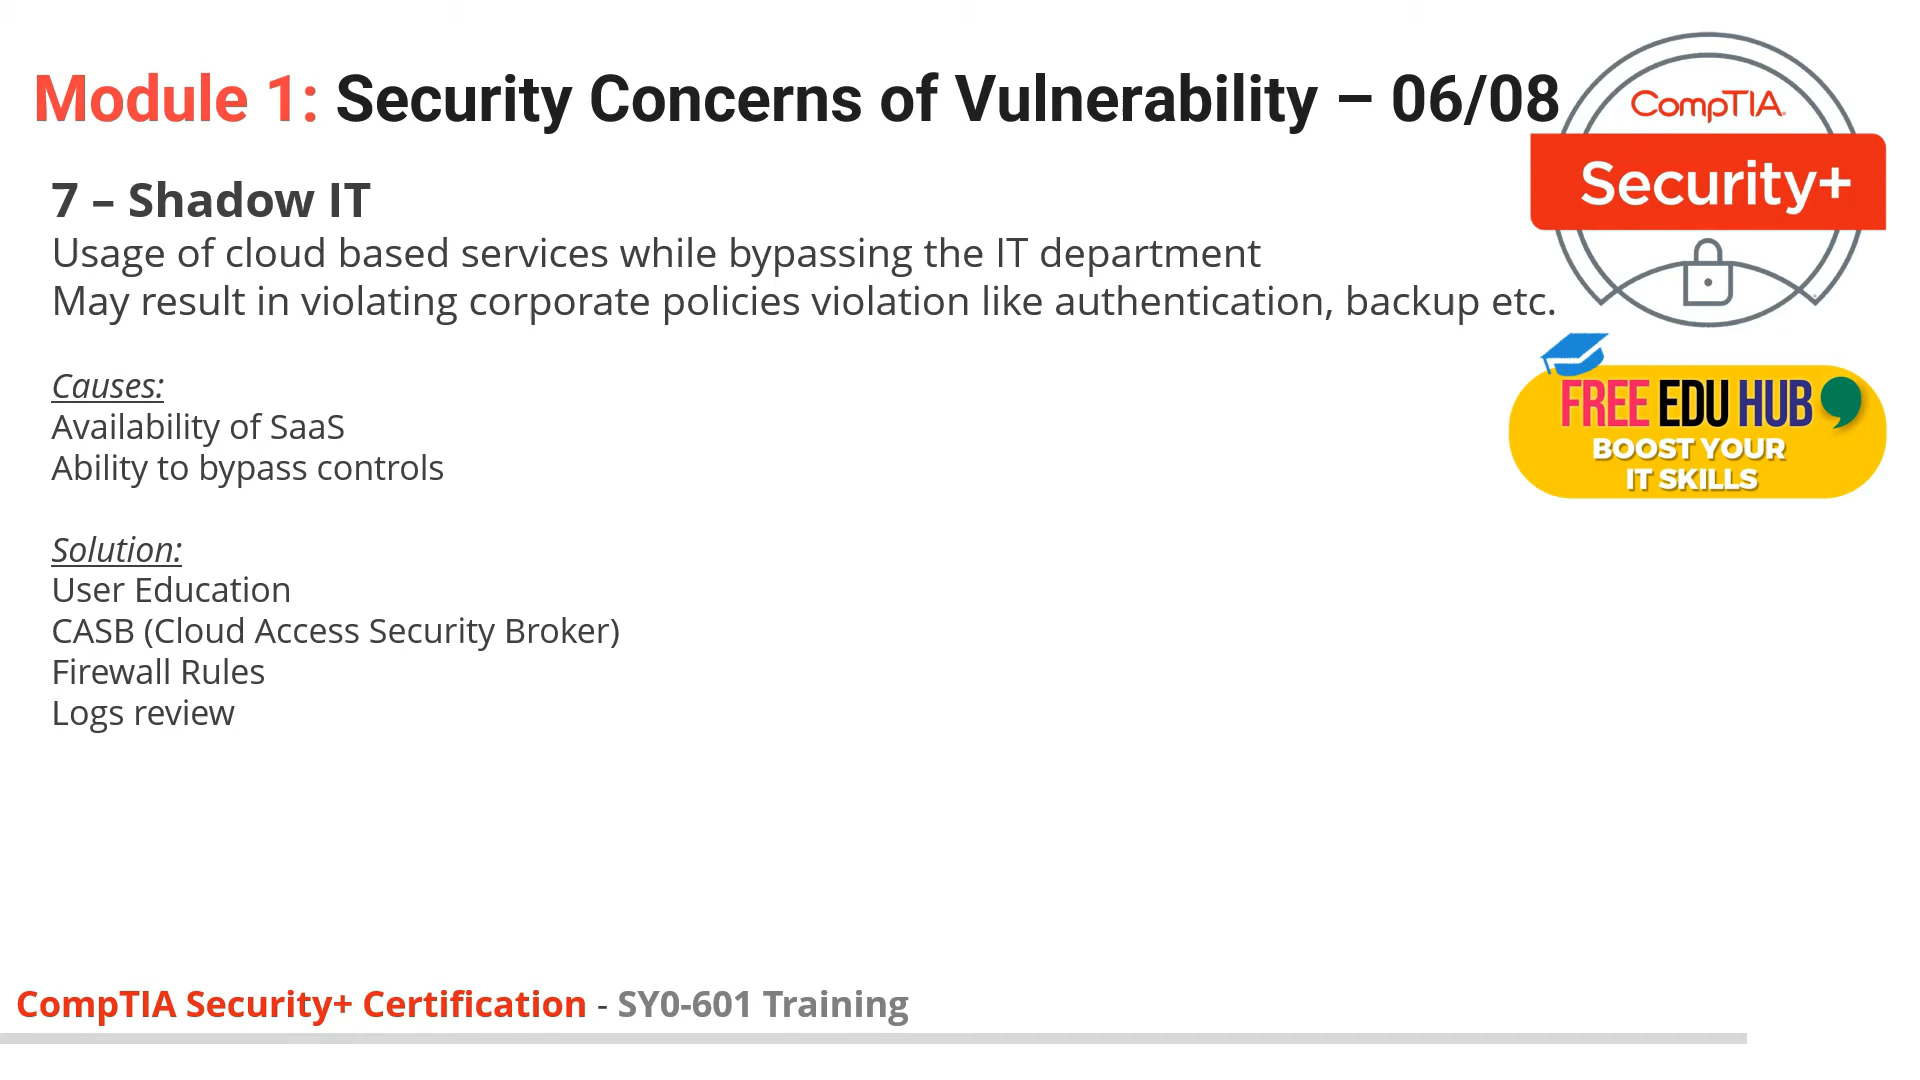 Module 1: Security Concerns of Vulnerability – 06/08
CompTIA.
Security+
7 – Shadow IT
Usage of cloud based services while bypassing the IT department
May result in violating corporate policies violation like authentication, backup etc.
FREE EDU HUB
BOOST YOUR
IT SKILLS
Causes:
Availability of SaaS
Ability to bypass controls
Solution:
User Education
CASB (Cloud Access Security Broker)
Firewall Rules
Logs review
CompTIA Security+ Certification - SY0-601 Training